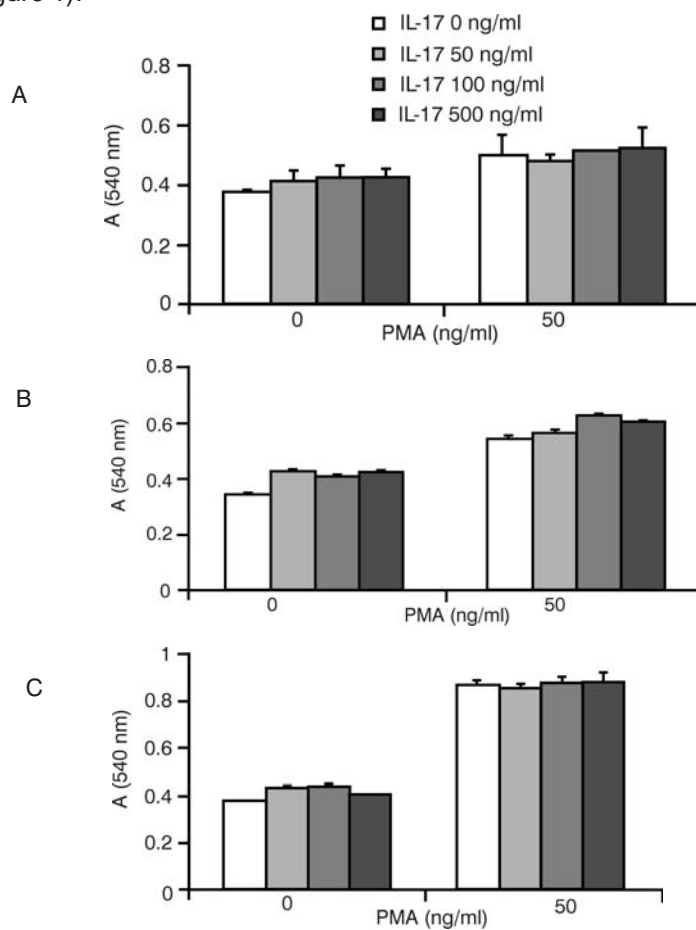 gure 1).
IL-17 0 ng/ml
IL-17 50 ng/ml
IL-17 100 ng/ml
IL-17 500 ng/ml
A
0.8
0.6
0.4
0.2
0
A (540 nm)
0
50
PMA (ng/ml)
B
0.8
0.6
0.4
0.2
0
A (540 nm)
0
50
PMA (ng/ml)
C
1
0.8
0.6
0.4
0.2
0
A (540 nm)
0
50
PMA (ng/ml)